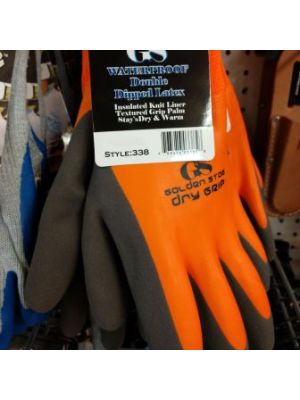 GS
WATERPROOF
Double
Dipped Latex
Insulated Knit Liner
Textured Grip Palm
Stay's Dry & Warm
STYLE:338
GS
Golden Stag
Dry Grip